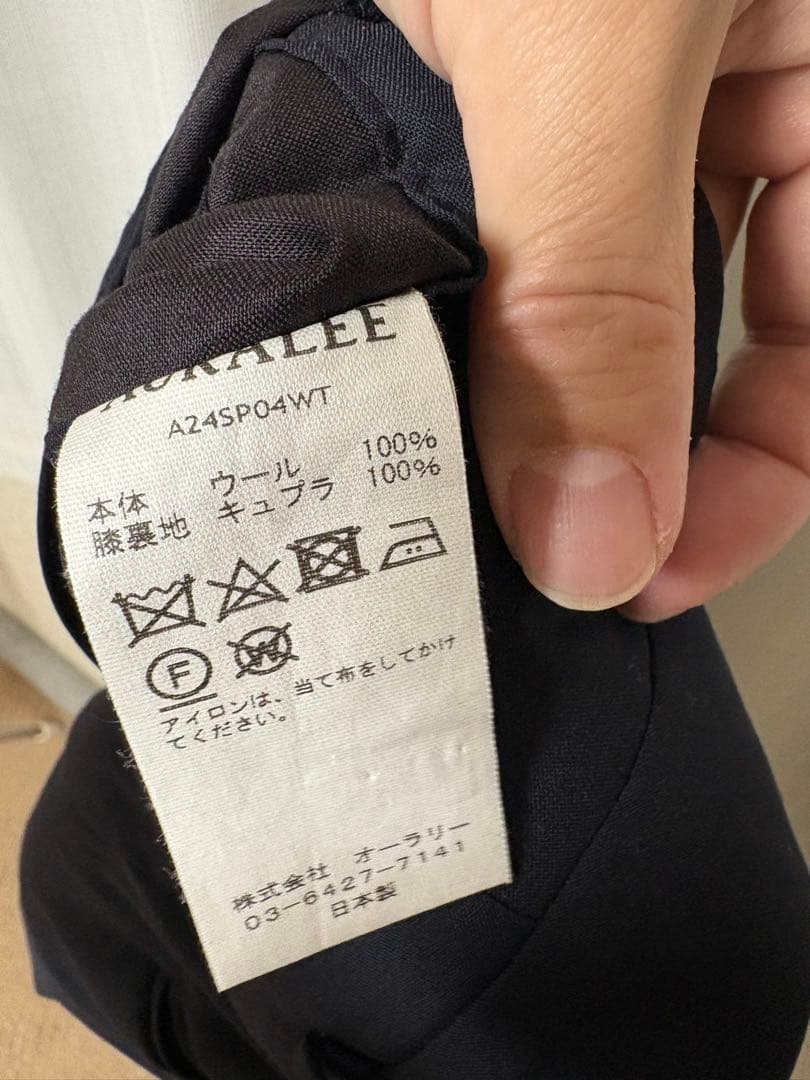 AURALEE
A24SP04WT
本体 ウール 100%
膝裏地 キュプラ 100%
F
W
アイロンは、当て布をしてかけ
てください。
株式会社 オーラリー
03-6427-7141
日本製